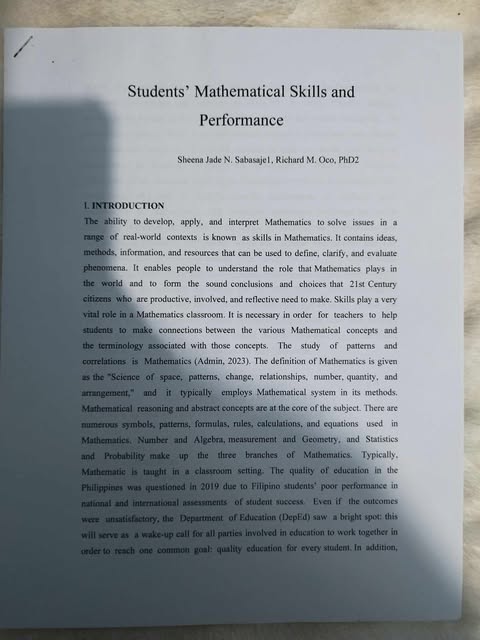 Students' Mathematical Skills and
Performance
Sheena Jade N. Sabasaje1, Richard M. Oco, PhD2
I. INTRODUCTION
The ability to develop, apply, and interpret Mathematics to solve issues in a
range of real-world contexts is known as skills in Mathematics. It contains ideas,
methods, information, and resources that can be used to define, clarify, and evaluate
phenomena. It enables people to understand the role that Mathematics plays in
the world and to form the sound conclusions and choices that 21st Century
citizens who are productive, involved, and reflective need to make. Skills play a very
vital role in a Mathematics classroom. It is necessary in order for teachers to help
students to make connections between the various Mathematical concepts and
the terminology associated with those concepts. The study of patterns and
correlations is Mathematics (Admin, 2023). The definition of Mathematics is given
as the "Science of space, patterns, change, relationships, number, quantity, and
arrangement," and it typically employs Mathematical system in its methods.
Mathematical reasoning and abstract concepts are at the core of the subject. There are
numerous symbols, patterns, formulas, rules, calculations, and equations used in
Mathematics. Number and Algebra, measurement and Geometry, and Statistics
and Probability make up the three branches of Mathematics. Typically,
Mathematic is taught in a classroom setting. The quality of education in the
Philippines was questioned in 2019 due to Filipino students' poor performance in
national and international assessments of student success. Even if the outcomes
were unsatisfactory, the Department of Education (DepEd) saw a bright spot: this
will serve as a wake-up call for all parties involved in education to work together in
order to reach one common goal: quality education for every student. In addition,